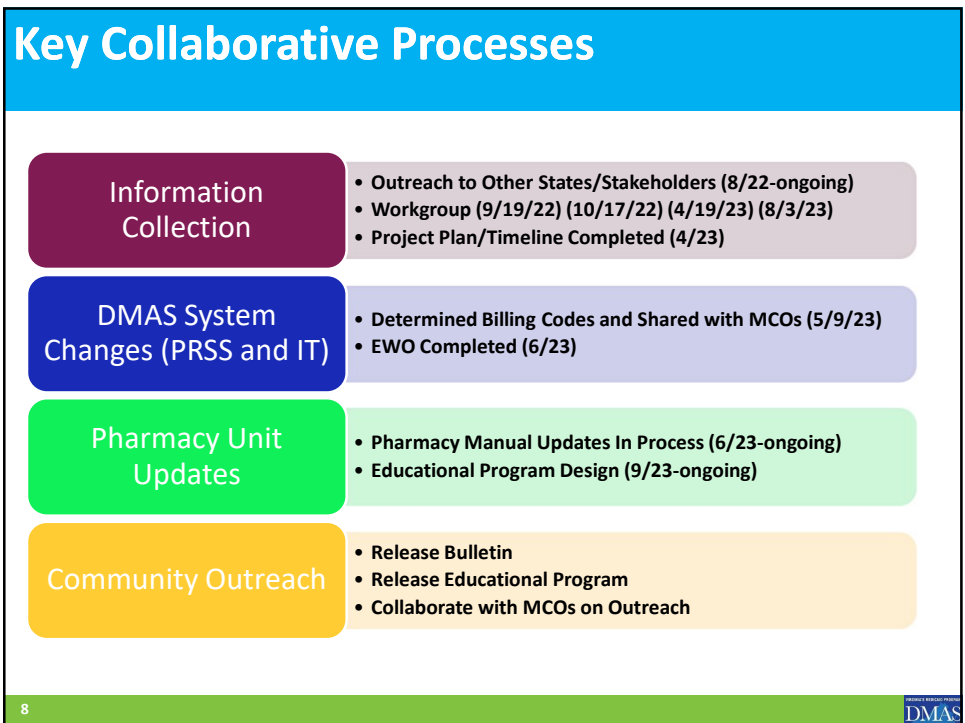 Key Collaborative Processes
Information
Collection
• Outreach to Other States/Stakeholders (8/22-ongoing)
• Workgroup (9/19/22) (10/17/22) (4/19/23) (8/3/23)
• Project Plan/Timeline Completed (4/23)
DMAS System
Changes (PRSS and IT)
• Determined Billing Codes and Shared with MCOs (5/9/23)
• EWO Completed (6/23)
Pharmacy Unit
Updates
• Pharmacy Manual Updates In Process (6/23-ongoing)
• Educational Program Design (9/23-ongoing)
Community Outreach
• Release Bulletin
• Release Educational Program
• Collaborate with MCOs on Outreach
8
VIRGINIA'S MEDICAID PROGRAM
DMAS